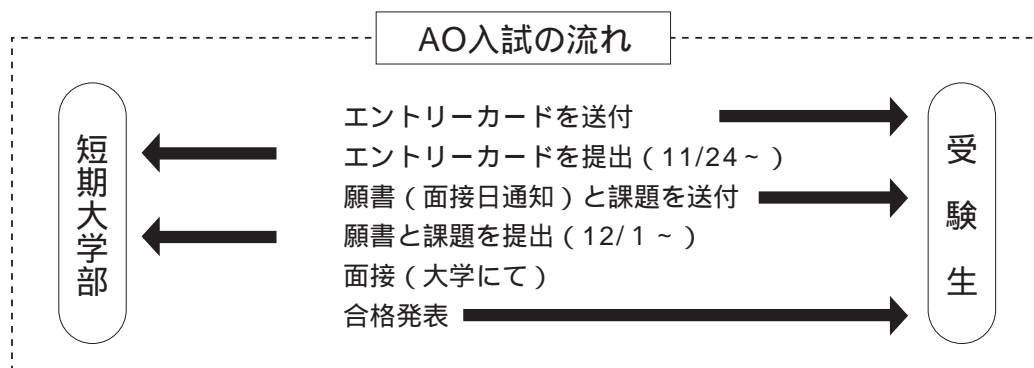 AO入試の流れ
短期大学部
エントリーカードを送付
エントリーカードを提出（11/24～）
願書（面接日通知）と課題を送付
願書と課題を提出（12/1～）
面接（大学にて）
合格発表
受験生